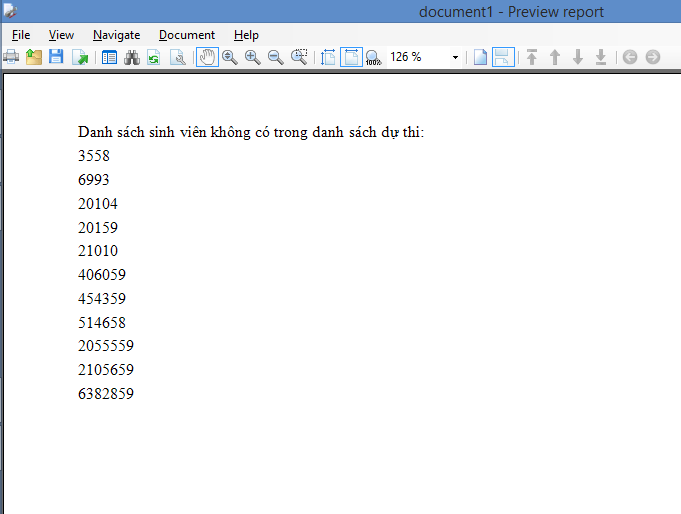 document1 - Preview report
File View Navigate Document Help
100% 126 %
Danh sách sinh viên không có trong danh sách dự thi:
3558
6993
20104
20159
21010
406059
454359
514658
2055559
2105659
6382859